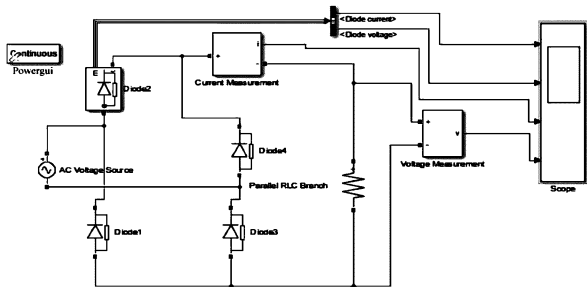 <Diode current>
<Diode voltage>
Continuous
Powergui
E
Diode2
+
i
-
Current Measurement
Diode4
AC Voltage Source
Parallel RLC Branch
+
v
-
Voltage Measurement
Scope
Diode1
Diode3